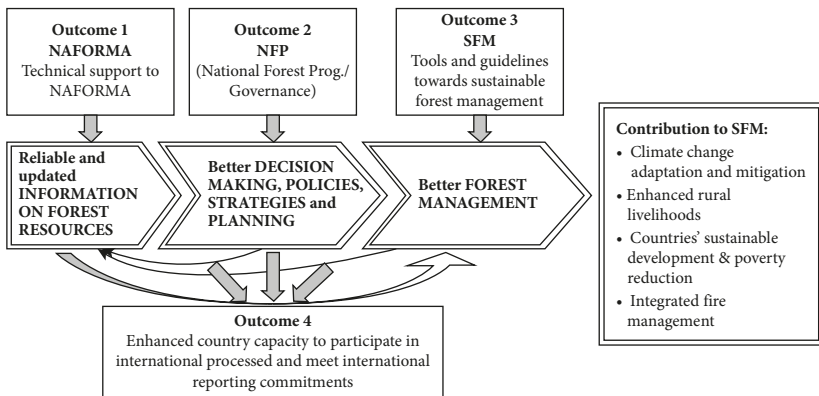 Outcome 1
NAFORMA
Technical support to
NAFORMA
Outcome 2
NFP
(National Forest Prog./
Governance)
Outcome 3
SFM
Tools and guidelines
towards sustainable
forest management
Reliable and
updated
INFORMATION
ON FOREST
RESOURCES
Better DECISION
MAKING, POLICIES,
STRATEGIES and
PLANNING
Better FOREST
MANAGEMENT
Contribution to SFM:
• Climate change
adaptation and mitigation
• Enhanced rural
livelihoods
• Countries’ sustainable
development & poverty
reduction
• Integrated fire
management
Outcome 4
Enhanced country capacity to participate in
international processed and meet international
reporting commitments